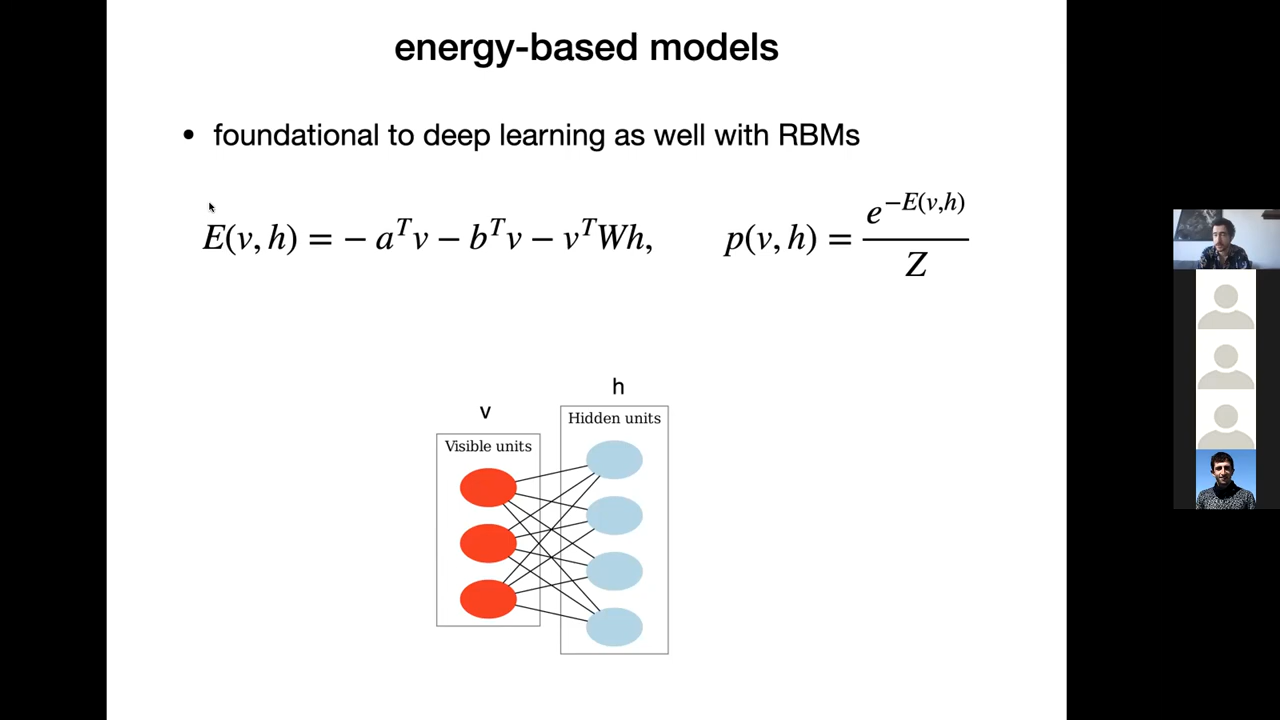 energy-based models
• foundational to deep learning as well with RBMs
E(v, h) = − a^T v − b^T v − v^T Wh, p(v, h) = e^{−E(v,h)} / Z
h
v
Hidden units
Visible units